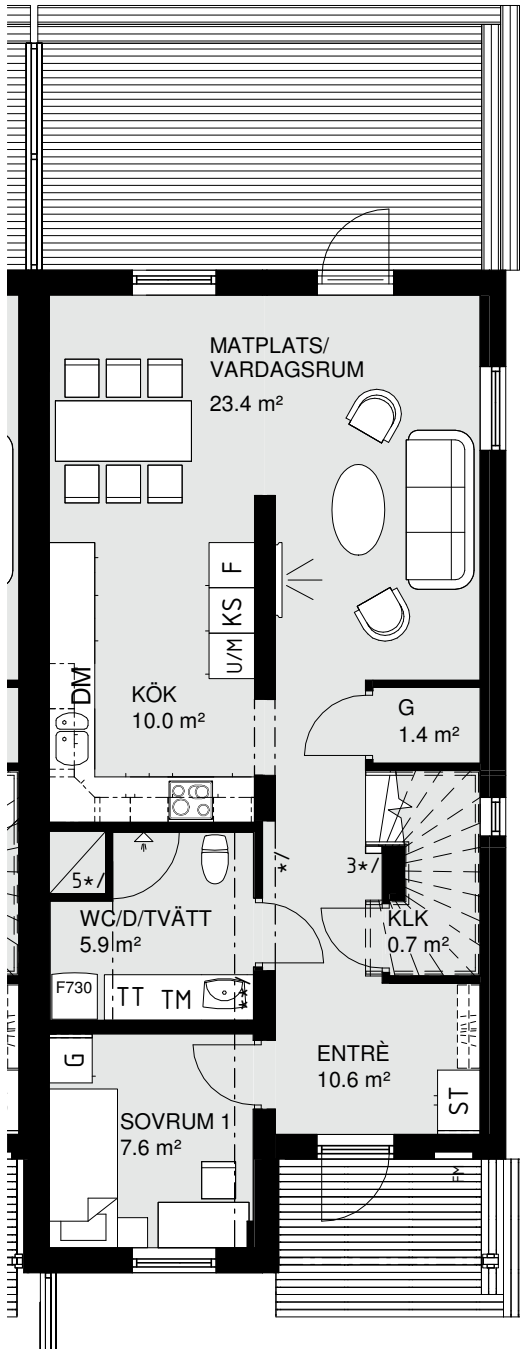 MATPLATS/
VARDAGSRUM
23.4 m²
F
KS
U/M
DM
KÖK
10.0 m²
G
1.4 m²
5*/
*/
3*/
WC/D/TVÄTT
5.9 m²
KLK
0.7 m²
F730
TT
TM
**/
G
ENTRÈ
10.6 m²
ST
SOVRUM 1
7.6 m²
FM